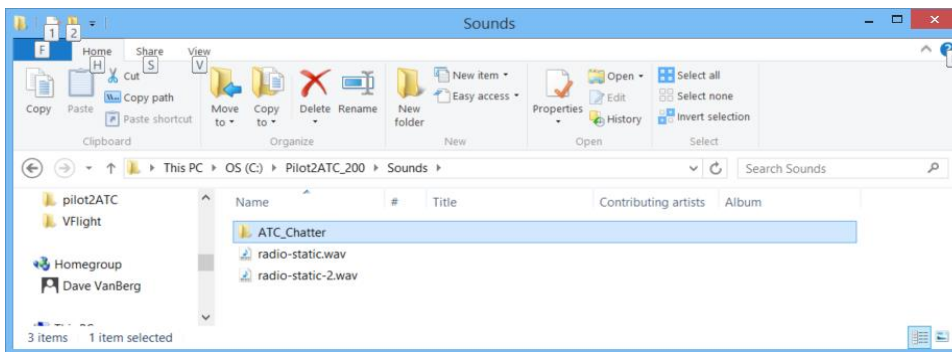 Sounds
1 2
F Home Share View
H S V
Copy
Paste
Cut
Copy path
Paste shortcut
Clipboard
Move to
Copy to
Delete
Rename
Organize
New folder
New item
Easy access
New
Properties
Open
Edit
History
Open
Select all
Select none
Invert selection
Select
This PC OS (C:) Pilot2ATC_200 Sounds
Search Sounds
pilot2ATC
VFlight
Homegroup
Dave VanBerg
Name # Title Contributing artists Album
ATC_Chatter
radio-static.wav
radio-static-2.wav
3 items 1 item selected